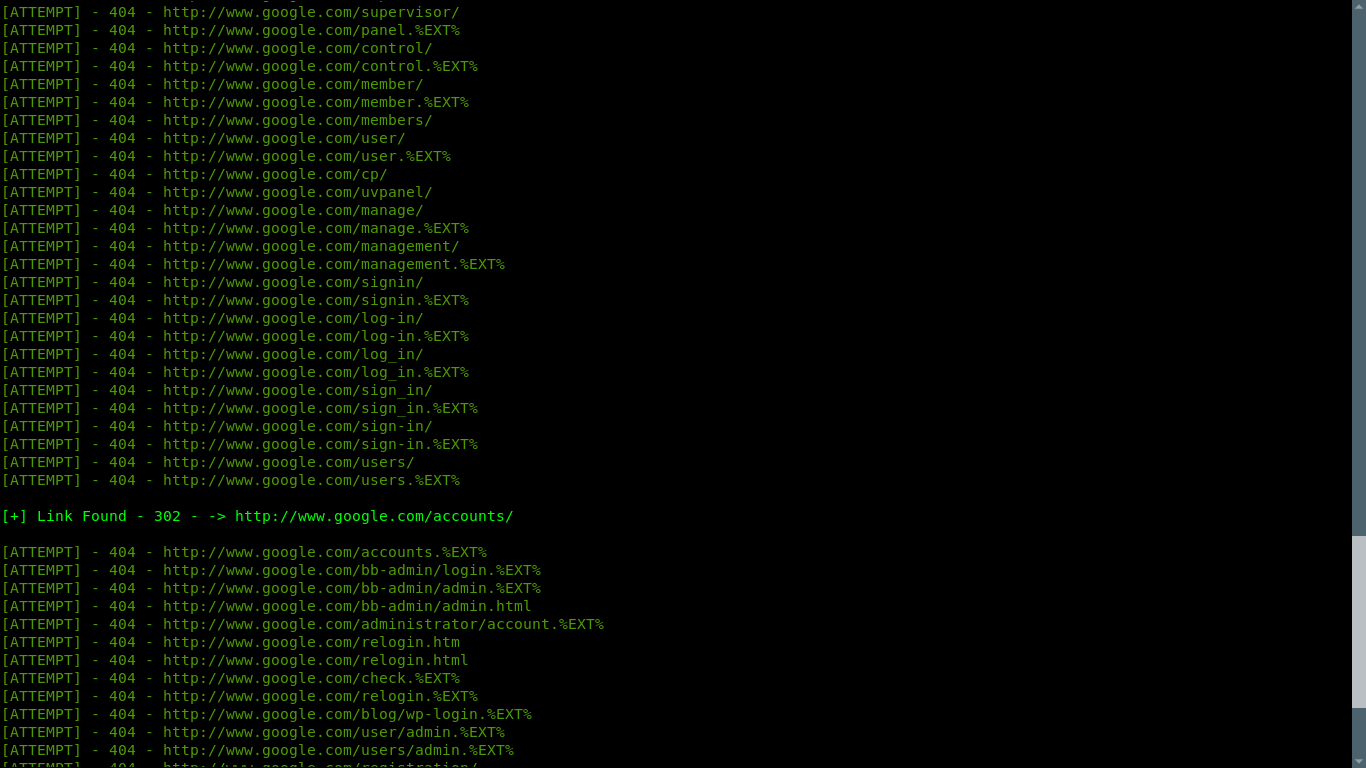 [ATTEMPT] - 404 - http://www.google.com/supervisor/
[ATTEMPT] - 404 - http://www.google.com/panel.%EXT%
[ATTEMPT] - 404 - http://www.google.com/control/
[ATTEMPT] - 404 - http://www.google.com/control.%EXT%
[ATTEMPT] - 404 - http://www.google.com/member/
[ATTEMPT] - 404 - http://www.google.com/member.%EXT%
[ATTEMPT] - 404 - http://www.google.com/members/
[ATTEMPT] - 404 - http://www.google.com/user/
[ATTEMPT] - 404 - http://www.google.com/user.%EXT%
[ATTEMPT] - 404 - http://www.google.com/cp/
[ATTEMPT] - 404 - http://www.google.com/uvpanel/
[ATTEMPT] - 404 - http://www.google.com/manage/
[ATTEMPT] - 404 - http://www.google.com/manage.%EXT%
[ATTEMPT] - 404 - http://www.google.com/management/
[ATTEMPT] - 404 - http://www.google.com/management.%EXT%
[ATTEMPT] - 404 - http://www.google.com/signin/
[ATTEMPT] - 404 - http://www.google.com/signin.%EXT%
[ATTEMPT] - 404 - http://www.google.com/log-in/
[ATTEMPT] - 404 - http://www.google.com/log-in.%EXT%
[ATTEMPT] - 404 - http://www.google.com/log_in/
[ATTEMPT] - 404 - http://www.google.com/log_in.%EXT%
[ATTEMPT] - 404 - http://www.google.com/sign_in/
[ATTEMPT] - 404 - http://www.google.com/sign_in.%EXT%
[ATTEMPT] - 404 - http://www.google.com/sign-in/
[ATTEMPT] - 404 - http://www.google.com/sign-in.%EXT%
[ATTEMPT] - 404 - http://www.google.com/users/
[ATTEMPT] - 404 - http://www.google.com/users.%EXT%
[+] Link Found - 302 - -> http://www.google.com/accounts/
[ATTEMPT] - 404 - http://www.google.com/accounts.%EXT%
[ATTEMPT] - 404 - http://www.google.com/bb-admin/login.%EXT%
[ATTEMPT] - 404 - http://www.google.com/bb-admin/admin.%EXT%
[ATTEMPT] - 404 - http://www.google.com/bb-admin/admin.html
[ATTEMPT] - 404 - http://www.google.com/administrator/account.%EXT%
[ATTEMPT] - 404 - http://www.google.com/relogin.htm
[ATTEMPT] - 404 - http://www.google.com/relogin.html
[ATTEMPT] - 404 - http://www.google.com/check.%EXT%
[ATTEMPT] - 404 - http://www.google.com/relogin.%EXT%
[ATTEMPT] - 404 - http://www.google.com/blog/wp-login.%EXT%
[ATTEMPT] - 404 - http://www.google.com/user/admin.%EXT%
[ATTEMPT] - 404 - http://www.google.com/users/admin.%EXT%
[ATTEMPT] - 404 - http://www.google.com/registration/